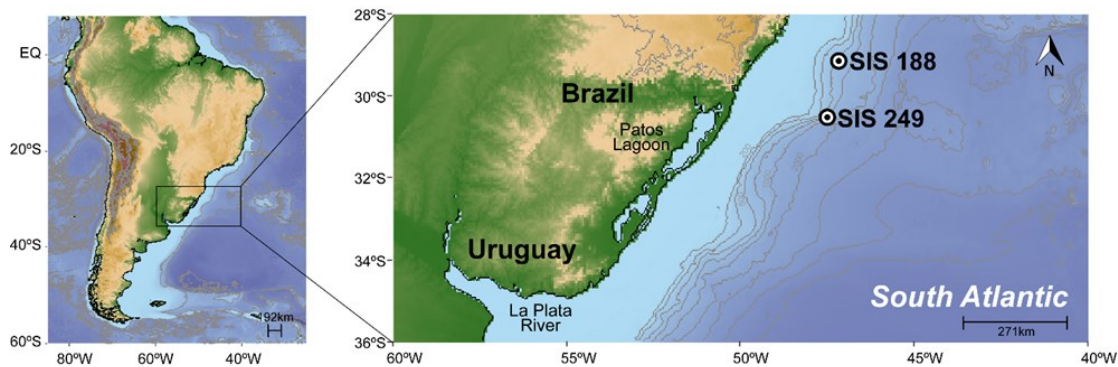 EQ
20ºS
40ºS
60ºS
80ºW
60ºW
40ºW
192km
28ºS
30ºS
32ºS
34ºS
60ºW
55ºW
50ºW
45ºW
40ºW
Brazil
Patos
Lagoon
Uruguay
La Plata
River
SIS 188
SIS 249
N
South Atlantic
271km